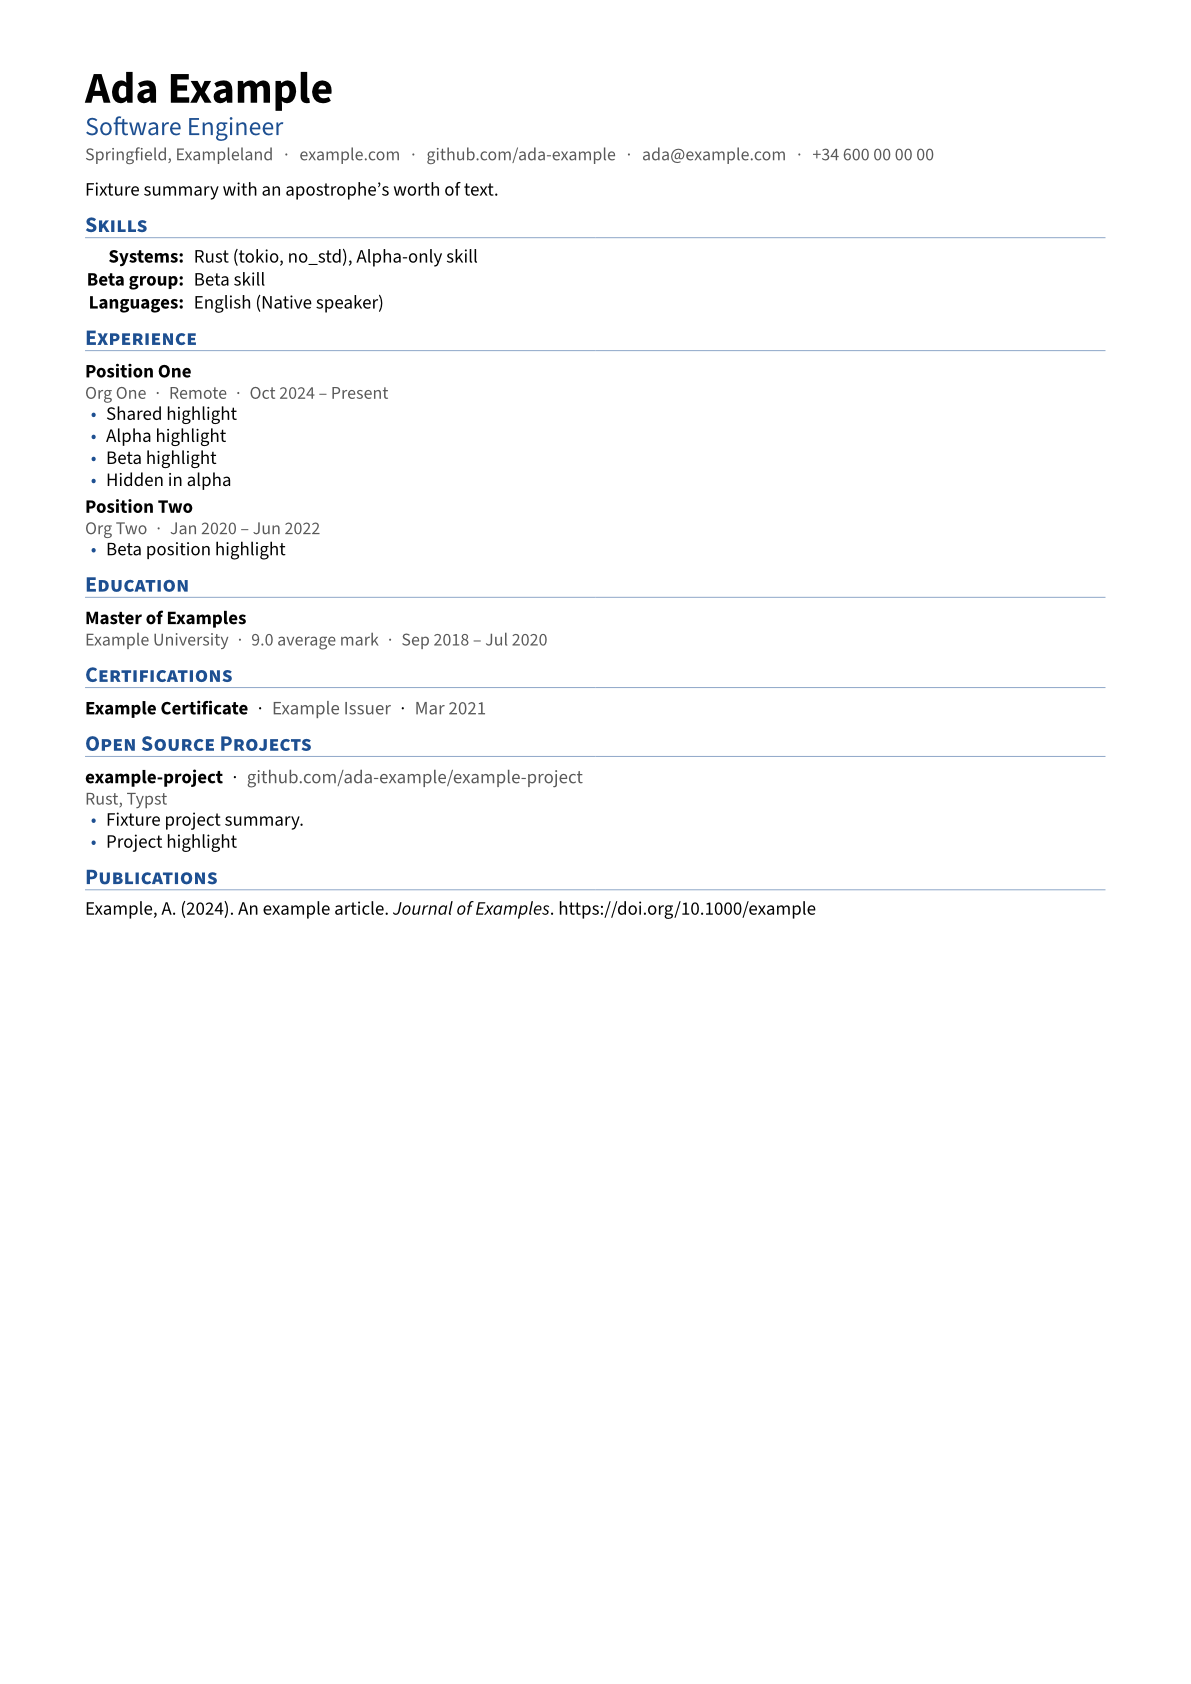 Ada Example
Software Engineer
Springfield, Exampleland · example.com · github.com/ada-example · ada@example.com · +34 600 00 00 00
Fixture summary with an apostrophe’s worth of text.
Skills
Systems: Rust (tokio, no_std), Alpha-only skill
Beta group: Beta skill
Languages: English (Native speaker)
Experience
Position One
Org One · Remote · Oct 2024 – Present
• Shared highlight
• Alpha highlight
• Beta highlight
• Hidden in alpha
Position Two
Org Two · Jan 2020 – Jun 2022
• Beta position highlight
Education
Master of Examples
Example University · 9.0 average mark · Sep 2018 – Jul 2020
Certifications
Example Certificate · Example Issuer · Mar 2021
Open Source Projects
example-project · github.com/ada-example/example-project
Rust, Typst
• Fixture project summary.
• Project highlight
Publications
Example, A. (2024). An example article. Journal of Examples. https://doi.org/10.1000/example